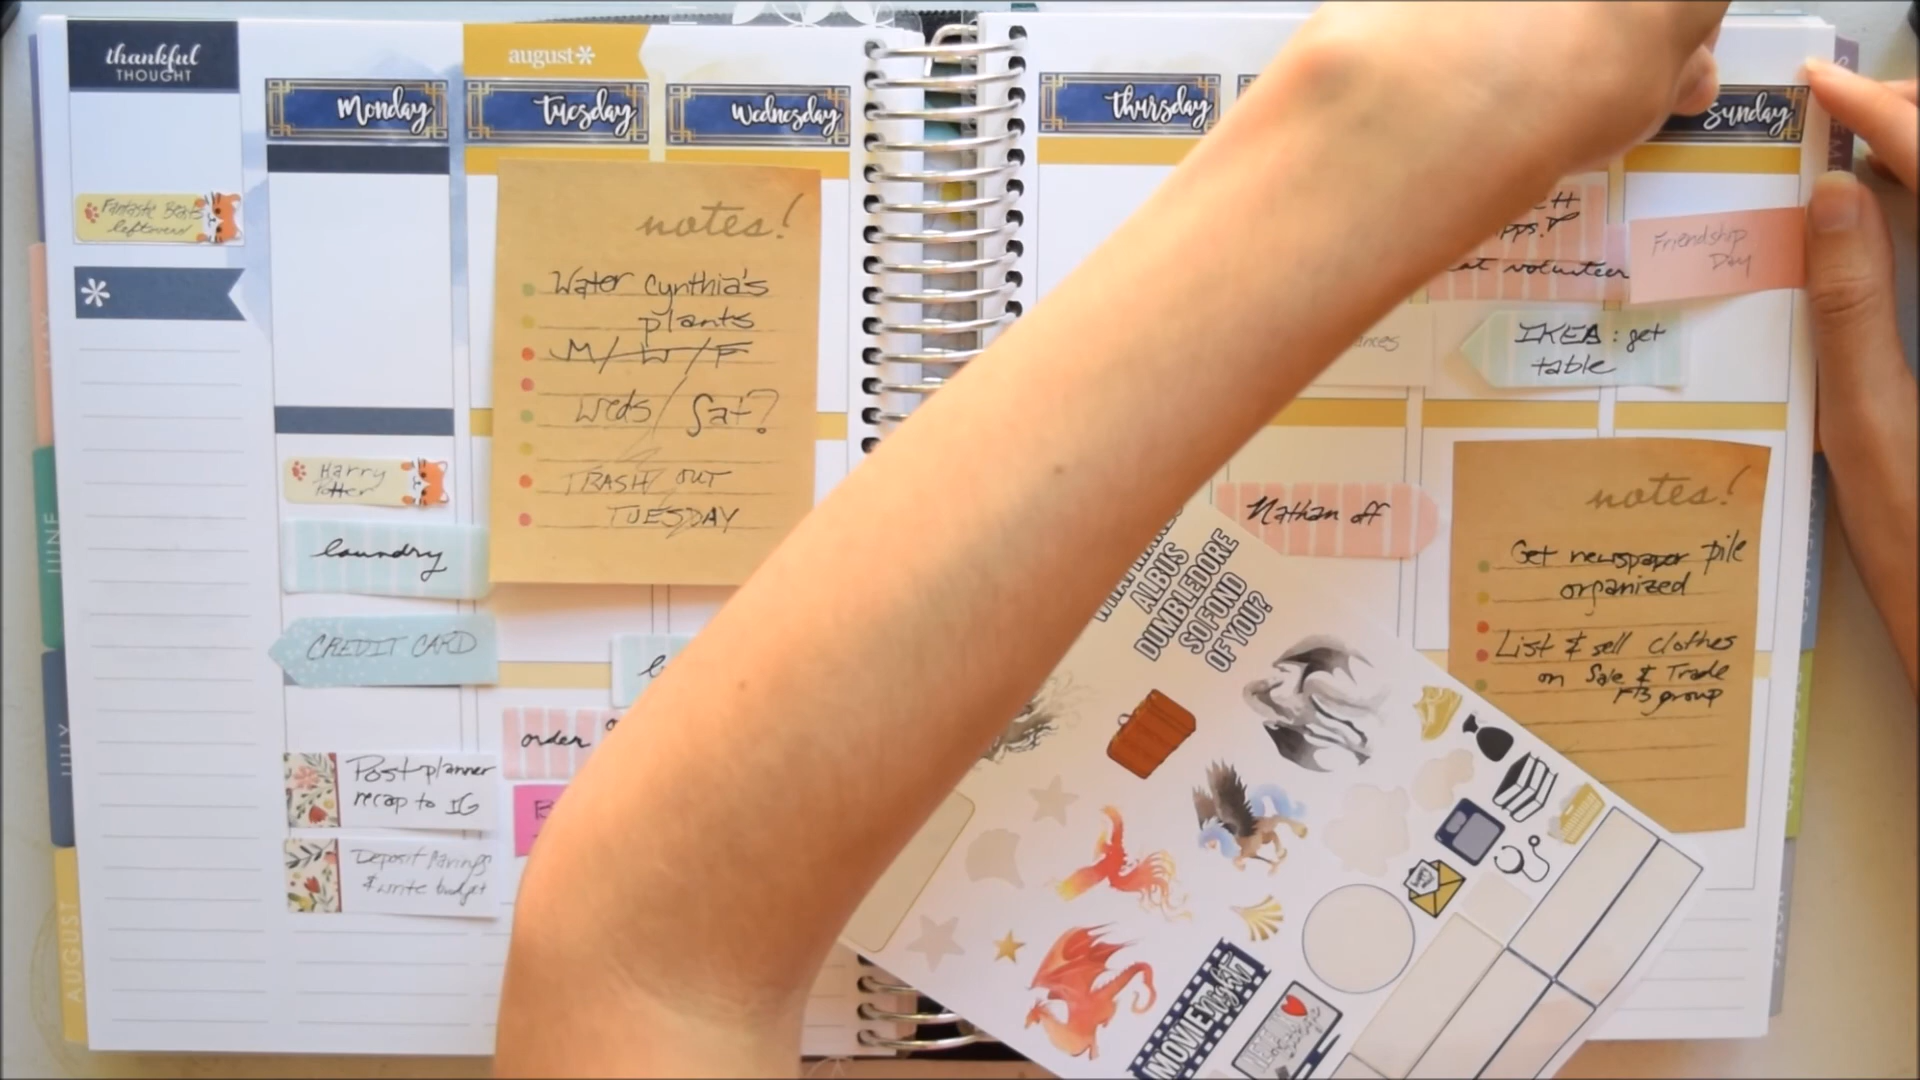 thankful
THOUGHT
august*
Monday
Tuesday
Wednesday
Thursday
Sunday
Fantastic Beasts
leftovers!
*
notes!
Water Cynthia's
plants
M/W/F
Weds/Sat?
TRASH OUT
TUESDAY
Harry
Potter
laundry
CREDIT CARD
order
Post planner
recap to IG
Deposit
& write budget
volunteer
Friendship
Day
IKEA: get
table
Nathan off
notes!
Get newspaper pile
organized
List & sell clothes
on Sale & Trade
FB group
ALBUS
DUMBLEDORE
SO FOND
OF YOU?
MOVIE night
JUNE
JULY
AUGUST